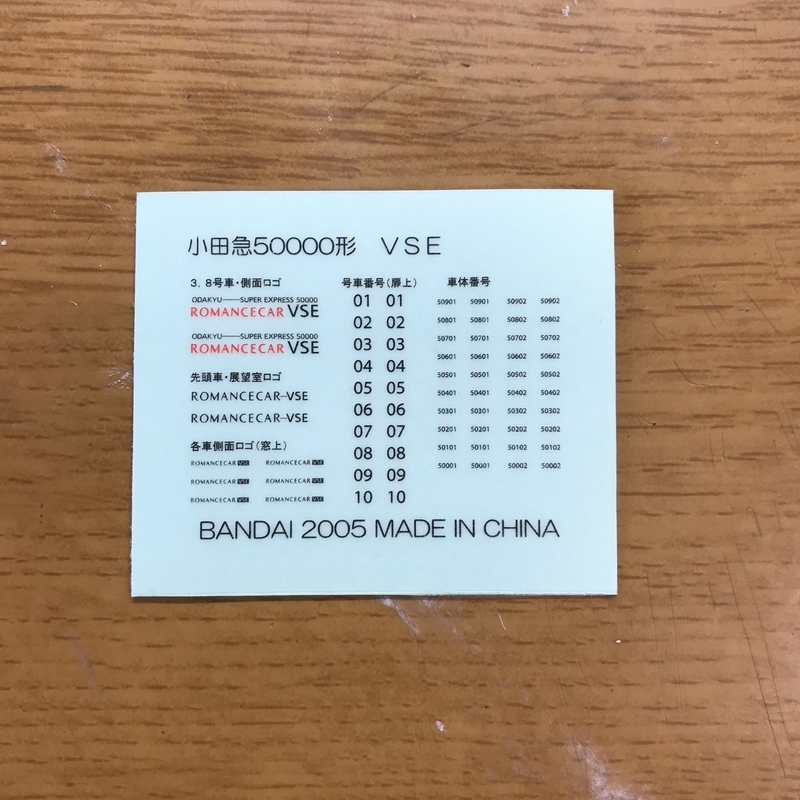 小田急50000形　VSE
3．8号車・側面ロゴ
ODAKYU──SUPER EXPRESS 50000
ROMANCECAR VSE
ODAKYU──SUPER EXPRESS 50000
ROMANCECAR VSE
先頭車・展望室ロゴ
ROMANCECAR─VSE
ROMANCECAR─VSE
各車側面ロゴ（窓上）
ROMANCECAR VSE ROMANCECAR VSE
ROMANCECAR VSE ROMANCECAR VSE
ROMANCECAR VSE ROMANCECAR VSE
号車番号（扉上）
01 01
02 02
03 03
04 04
05 05
06 06
07 07
08 08
09 09
10 10
車体番号
50901 50901 50902 50902
50801 50801 50802 50802
50701 50701 50702 50702
50601 50601 50602 50602
50501 50501 50502 50502
50401 50401 50402 50402
50301 50301 50302 50302
50201 50201 50202 50202
50101 50101 50102 50102
50001 50001 50002 50002
BANDAI 2005 MADE IN CHINA